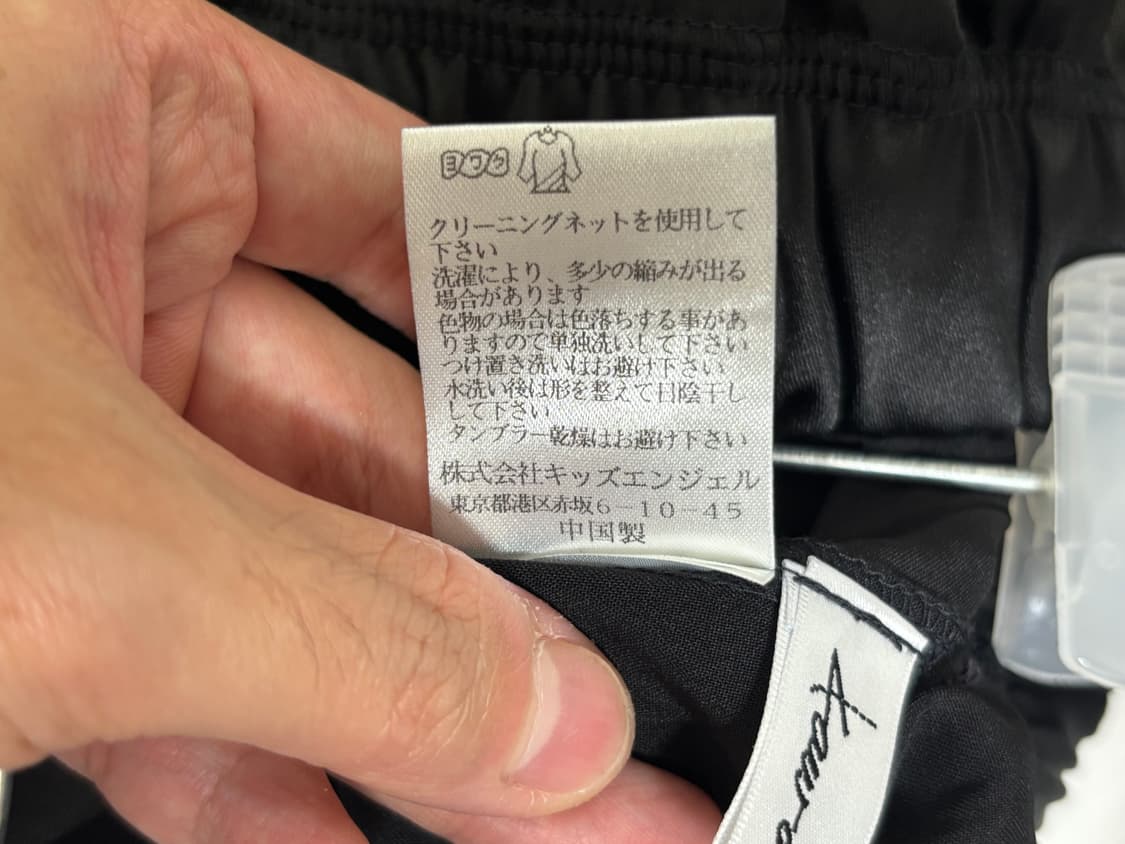 ヨワク
クリーニングネットを使用して
下さい
洗濯により、多少の縮みが出る
場合があります
色物の場合は色落ちする事があ
りますので単独洗いして下さい
つけ置き洗いはお避け下さい
水洗い後は形を整えて日陰干し
して下さい
タンブラー乾燥はお避け下さい
株式会社キッズエンジェル
東京都港区赤坂6-10-45
中国製